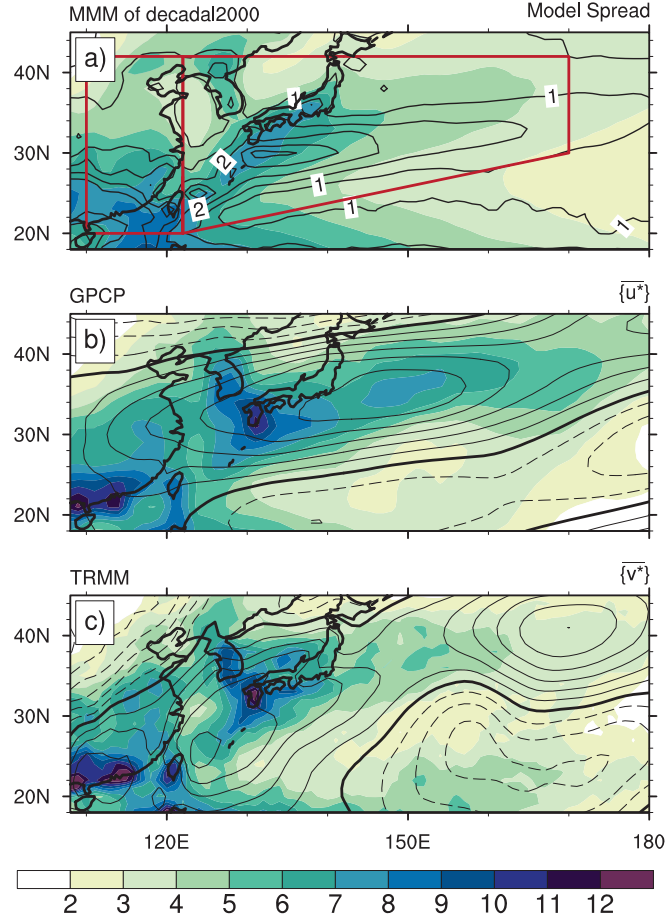 MMM of decadal2000 Model Spread
a)
40N
30N
20N
1
1
2
1
2
1
1
GPCP {u*}
b)
40N
30N
20N
TRMM {v*}
c)
40N
30N
20N
120E 150E 180
2 3 4 5 6 7 8 9 10 11 12